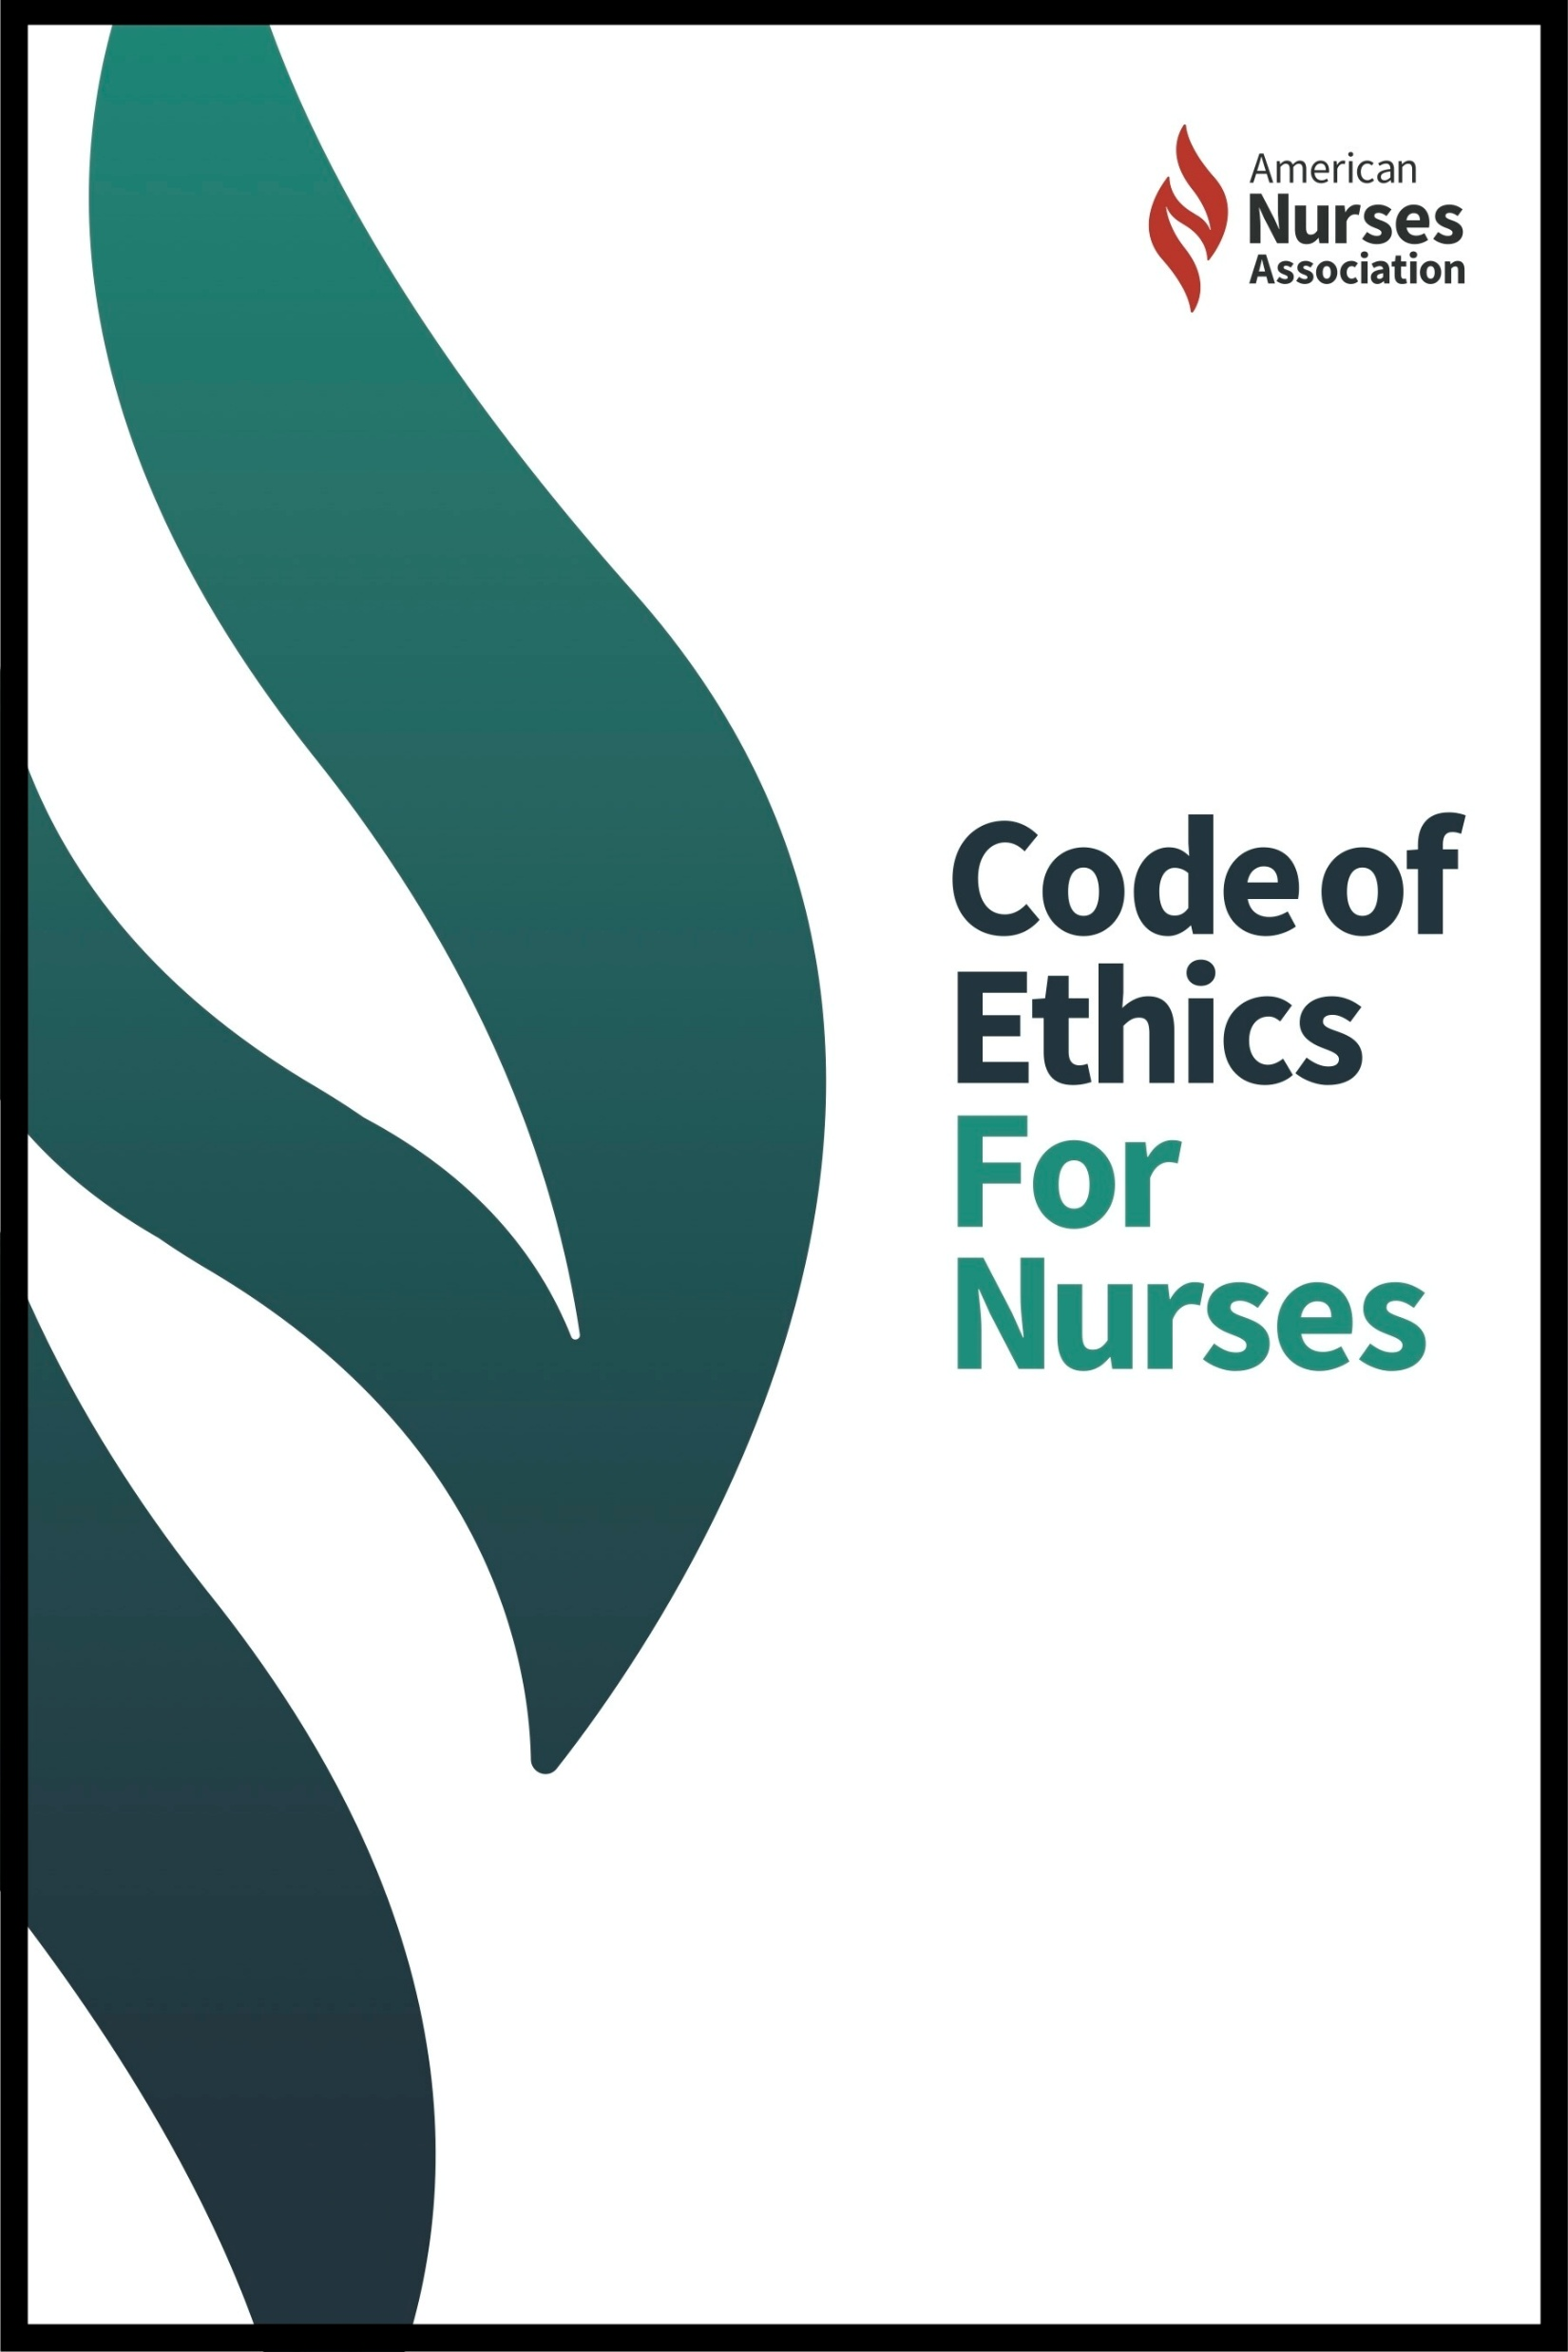 American
Nurses
Association
Code of
Ethics
For
Nurses